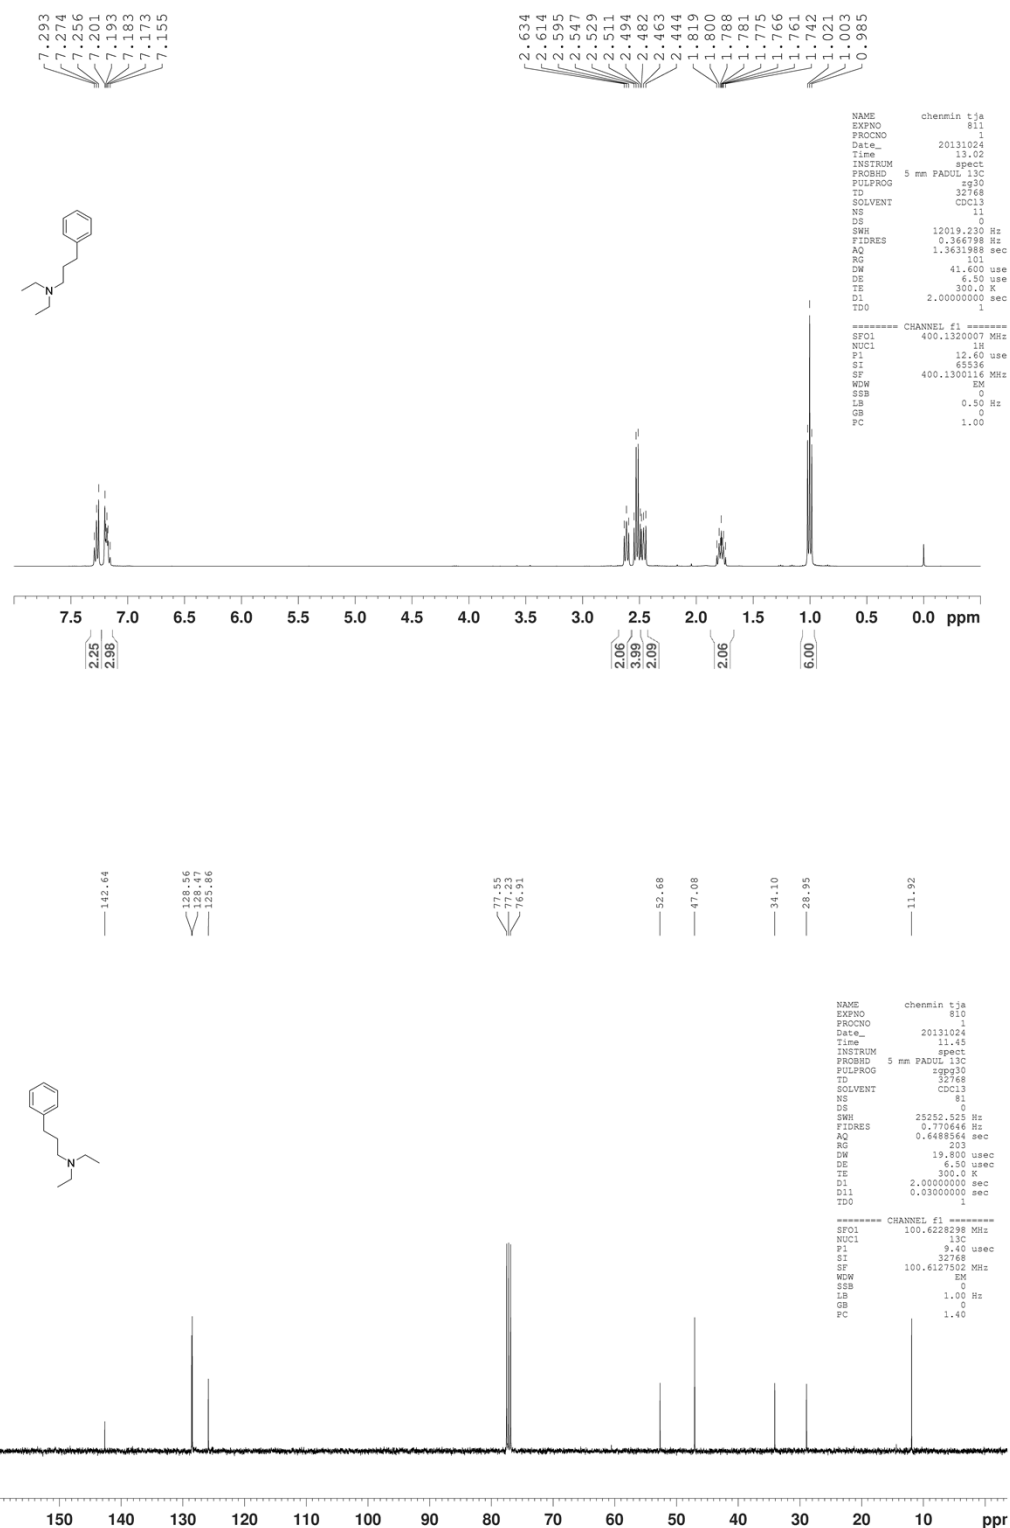 7.293
7.274
7.256
7.201
7.193
7.183
7.173
7.155
2.634
2.614
2.595
2.547
2.529
2.511
2.494
2.482
2.463
2.444
1.819
1.800
1.788
1.781
1.775
1.766
1.761
1.742
1.021
1.003
0.985
NAME chenmin tja
EXPNO 811
PROCNO 1
Date_ 20131024
Time 13.02
INSTRUM spect
PROBHD 5 mm PADUL 13C
PULPROG zg30
TD 32768
SOLVENT CDCl3
NS 11
DS 0
SWH 12019.230 Hz
FIDRES 0.366798 Hz
AQ 1.3631988 sec
RG 101
DW 41.600 use
DE 6.50 use
TE 300.0 K
D1 2.00000000 sec
TD0 1
======== CHANNEL f1 =======
SFO1 400.1320007 MHz
NUC1 1H
P1 12.60 use
SI 65536
SF 400.1300116 MHz
WDW EM
SSB 0
LB 0.50 Hz
GB 0
PC 1.00
N
7.5 7.0 6.5 6.0 5.5 5.0 4.5 4.0 3.5 3.0 2.5 2.0 1.5 1.0 0.5 0.0 ppm
2.25
2.98
2.06
3.99
2.09
2.06
6.00
142.64
128.56
128.47
125.86
77.55
77.23
76.91
52.68
47.08
34.10
28.95
11.92
NAME chenmin tja
EXPNO 810
PROCNO 1
Date_ 20131024
Time 11.45
INSTRUM spect
PROBHD 5 mm PADUL 13C
PULPROG zgpg30
TD 32768
SOLVENT CDCl3
NS 81
DS 0
SWH 25252.525 Hz
FIDRES 0.770646 Hz
AQ 0.6488564 sec
RG 203
DW 19.800 usec
DE 6.50 usec
TE 300.0 K
D1 2.00000000 sec
D11 0.03000000 sec
TD0 1
======== CHANNEL f1 ========
SFO1 100.6228298 MHz
NUC1 13C
P1 9.40 usec
SI 32768
SF 100.6127502 MHz
WDW EM
SSB 0
LB 1.00 Hz
GB 0
PC 1.40
N
150 140 130 120 110 100 90 80 70 60 50 40 30 20 10 ppr